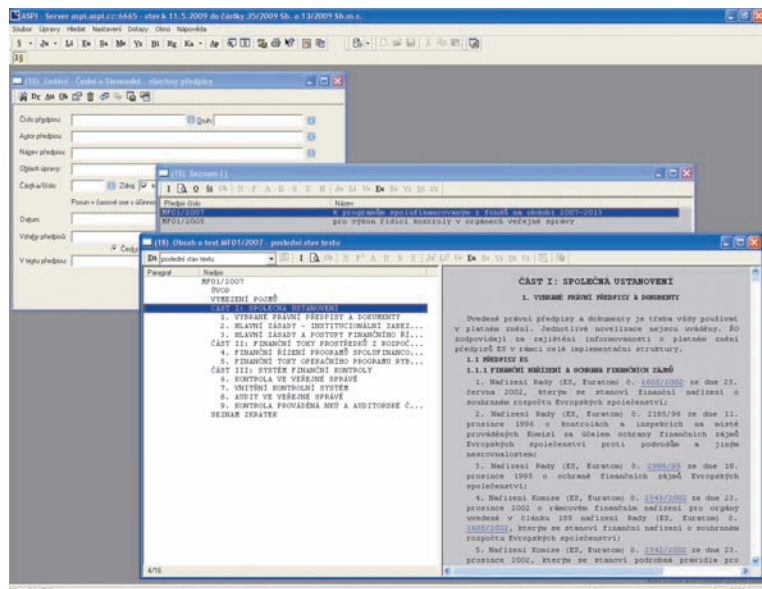 ASPI - Server aspi.aspi.cz:6665 - stav k 11.5.2009 do částky 35/2009 Sb. a 13/2009 Sb.m.s.
Soubor Úpravy Hledat Nastavení Dotazy Okno Nápověda
(18) Zadání - České a Slovenské - všechny předpisy
Číslo předpisu Druh
Autor předpisu
Název předpisu
Oblasti úpravy
Částka/číslo Zdroj
Posun v časové ose s účinnos
Datum
Vztahy předpisů
V textu předpisu
(18) Seznam []
Předpis číslo Název
MF01/2007 k programům spolufinancovaným z fondů na období 2007-2013
MF01/2005 pro výkon řídící kontroly v orgánech veřejné správy
(18) Obsah a text MF01/2007 - poslední stav textu
poslední stav textu
Paragraf Nadpis
MF01/2007
ÚVOD
VYMEZENÍ POJMŮ
ČÁST I: SPOLEČNÁ USTANOVENÍ
1. VYBRANÉ PRÁVNÍ PŘEDPISY A DOKUMENTY
2. HLAVNÍ ZÁSADY - INSTITUCIONÁLNÍ ZABEZ...
3. HLAVNÍ ZÁSADY A POSTUPY FINANČNÍHO ŘÍ...
ČÁST II: FINANČNÍ TOKY PROSTŘEDKŮ Z ROZPOČ...
4. FINANČNÍ ŘÍZENÍ PROGRAMŮ SPOLUFINANCO...
5. FINANČNÍ TOKY OPERAČNÍHO PROGRAMU RYB...
ČÁST III: SYSTÉM FINANČNÍ KONTROLY
6. KONTROLA VE VEŘEJNÉ SPRÁVĚ
7. VNITŘNÍ KONTROLNÍ SYSTÉM
8. AUDIT VE VEŘEJNÉ SPRÁVĚ
9. KONTROLA PROVÁDĚNÁ NKÚ A AUDITORSKÉ Č...
SEZNAM ZKRATEK
4/16
ČÁST I: SPOLEČNÁ USTANOVENÍ
1. VYBRANÉ PRÁVNÍ PŘEDPISY A DOKUMENTY
Uvedené právní předpisy a dokumenty je třeba vždy používat
v platném znění. Jednotlivé novelizace nejsou uváděny. ŘO
zodpovídají za zajištění informovanosti o platném znění
předpisů ES v rámci celé implementační struktury.
1.1 PŘEDPISY ES
1.1.1 FINANČNÍ NAŘÍZENÍ A OCHRANA FINANČNÍCH ZÁJMŮ
1. Nařízení Rady (ES, Euratom) č. 1605/2002 ze dne 25.
června 2002, kterým se stanoví finanční nařízení o
souhrnném rozpočtu Evropských společenství;
2. Nařízení Rady (ES, Euratom) č. 2185/96 ze dne 11.
prosince 1996 o kontrolách a inspekcích na místě
prováděných Komisí za účelem ochrany finančních zájmů
Evropských společenství proti podvodům a jiným
nesrovnalostem;
3. Nařízení Rady (ES, Euratom) č. 2988/95 ze dne 18.
prosince 1995 o ochraně finančních zájmů Evropských
společenství;
4. Nařízení Komise (ES, Euratom) č. 2343/2002 ze dne 23.
prosince 2002 o rámcovém finančním nařízení pro orgány
uvedené v článku 185 nařízení Rady (ES, Euratom) č.
1605/2002, kterým se stanoví finanční nařízení o souhrnném
rozpočtu Evropských společenství;
5. Nařízení Komise (ES, Euratom) č. 2342/2002 ze dne 23.
prosince 2002, kterým se stanoví podrobná pravidla pro